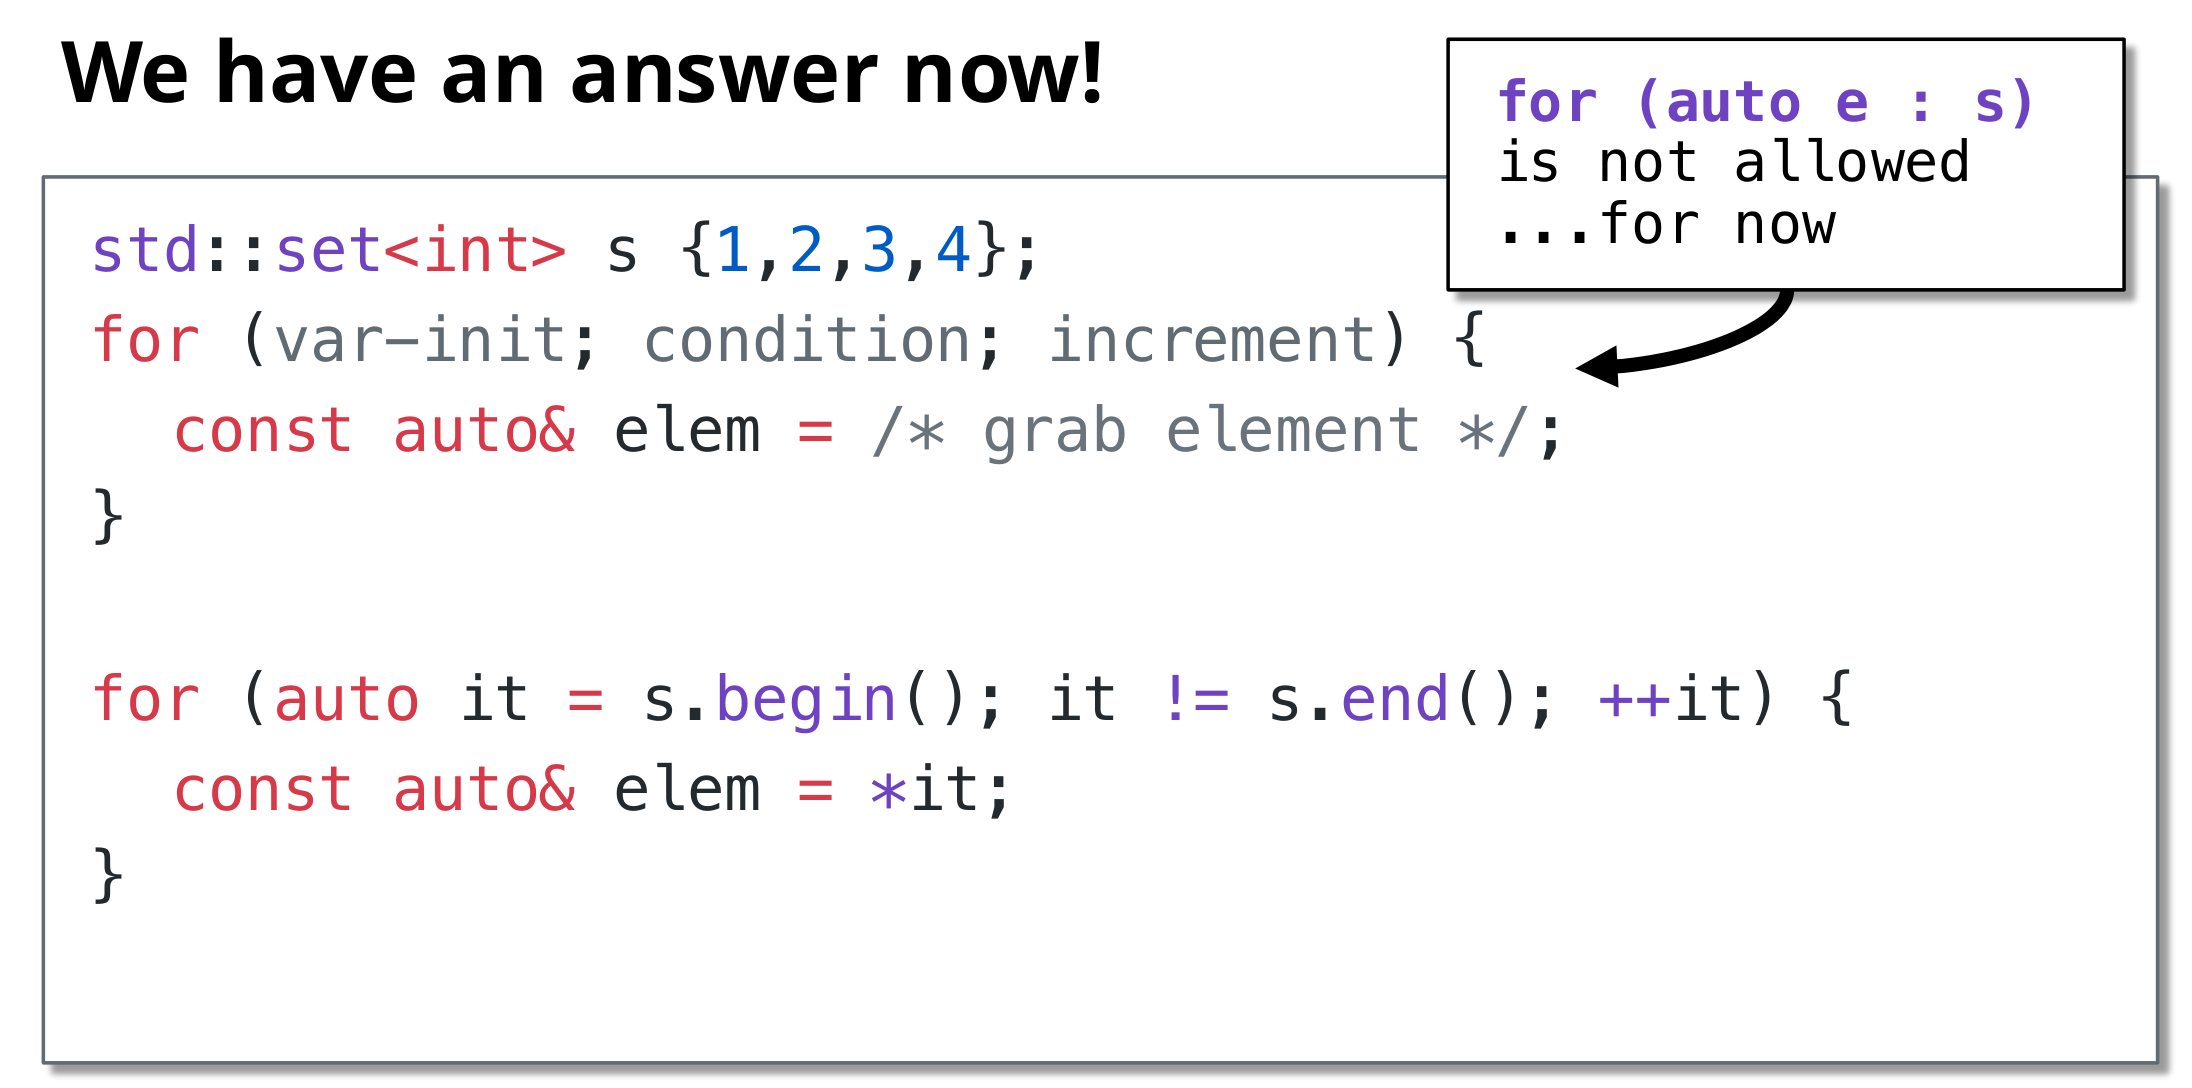 We have an answer now!
for (auto e : s)
is not allowed
...for now
std::set<int> s {1,2,3,4};
for (var-init; condition; increment) {
  const auto& elem = /* grab element */;
}
for (auto it = s.begin(); it != s.end(); ++it) {
  const auto& elem = *it;
}